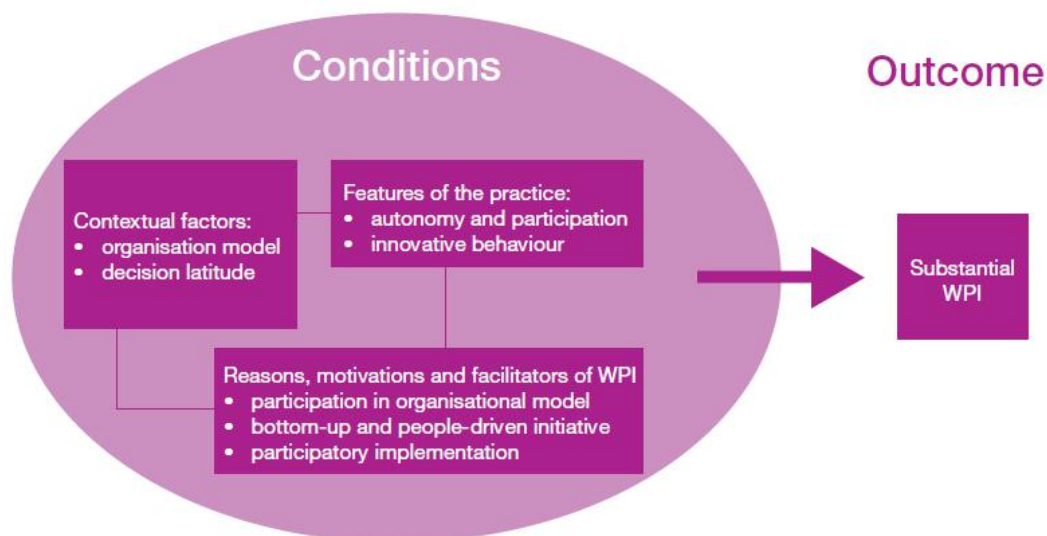 Conditions
Outcome
Contextual factors:
• organisation model
• decision latitude
Features of the practice:
• autonomy and participation
• innovative behaviour
Reasons, motivations and facilitators of WPI
• participation in organisational model
• bottom-up and people-driven initiative
• participatory implementation
Substantial
WPI